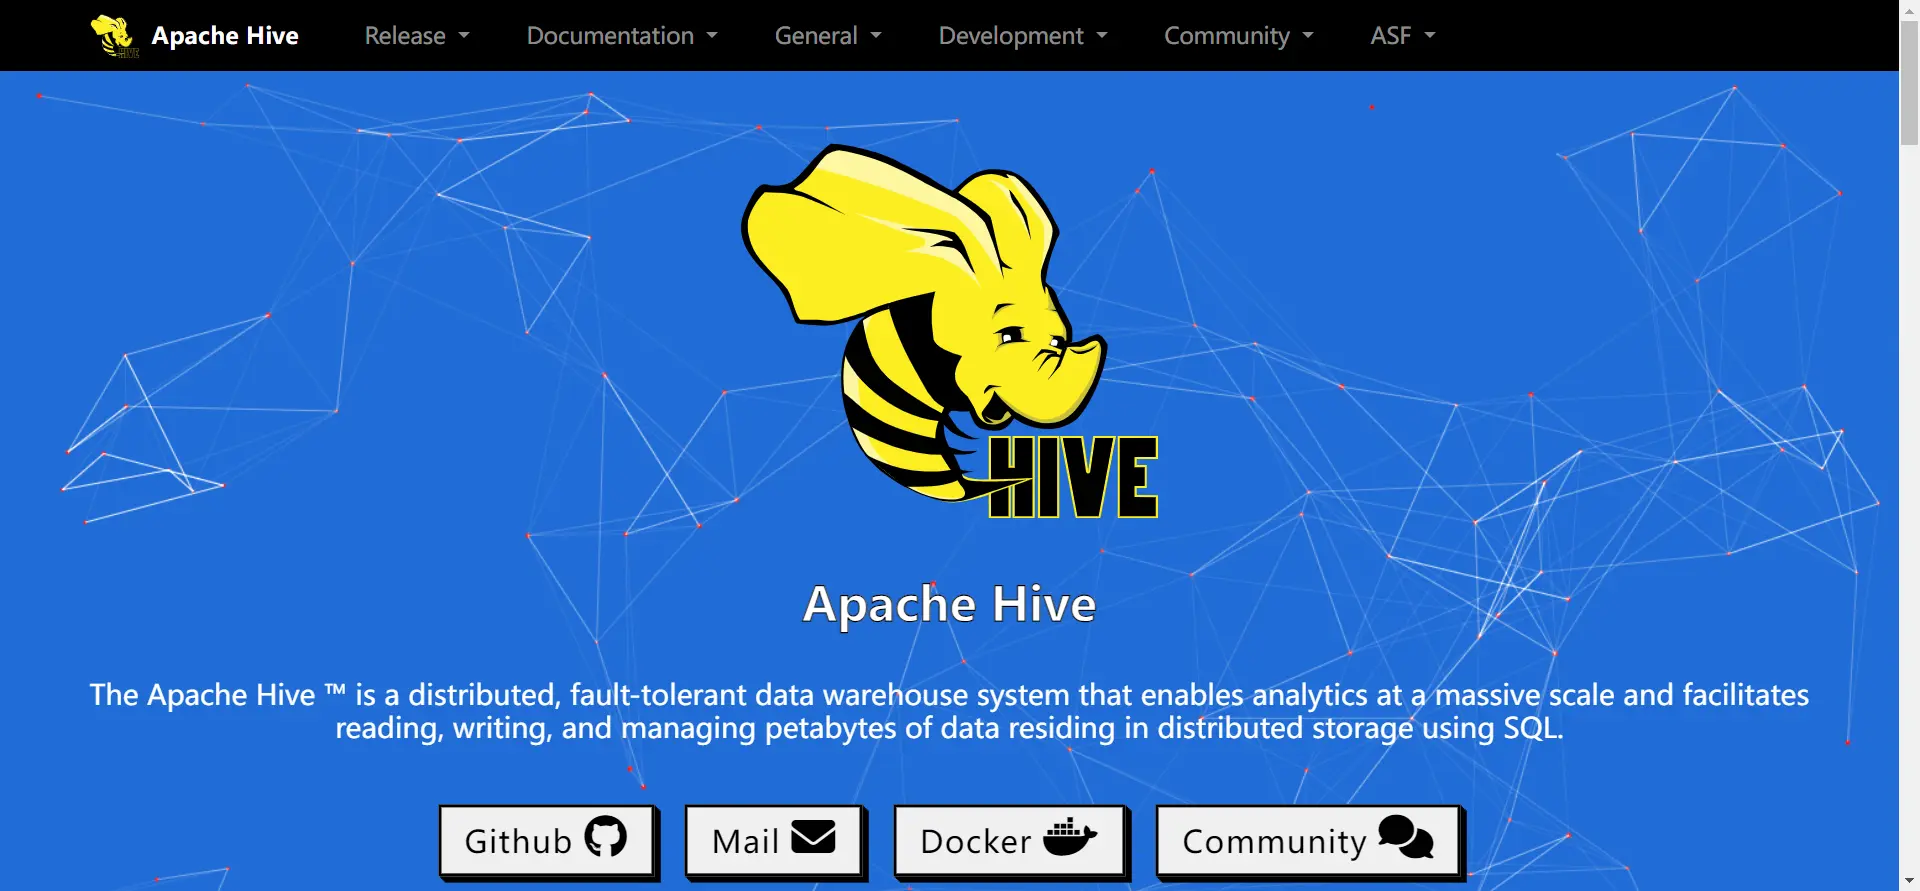 Apache Hive
Release
Documentation
General
Development
Community
ASF
HIVE
HIVE
Apache Hive
The Apache Hive ™ is a distributed, fault-tolerant data warehouse system that enables analytics at a massive scale and facilitates
reading, writing, and managing petabytes of data residing in distributed storage using SQL.
Github
Mail
Docker
Community